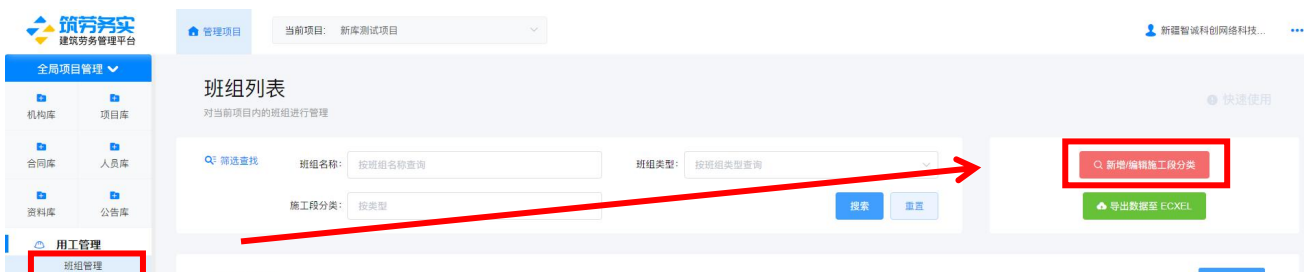 筑劳务实
建筑劳务管理平台
管理项目
当前项目: 新库测试项目
新疆智诚科创网络科技...
全局项目管理
机构库 项目库
合同库 人员库
资料库 公告库
用工管理
班组管理
班组列表
对当前项目内的班组进行管理
快速使用
筛选查找
班组名称: 按班组名称查询
班组类型: 按班组类型查询
施工段分类: 按类型
搜索 重置
新增/编辑施工段分类
导出数据至 ECXEL